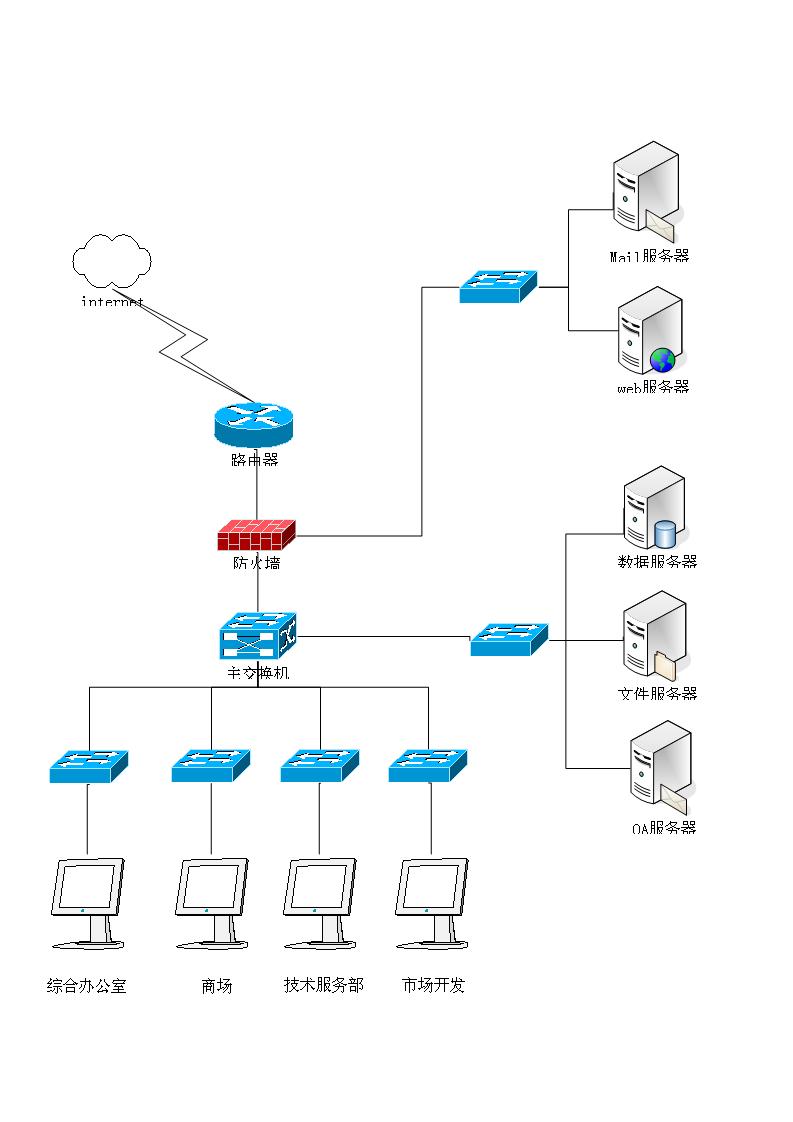 Mail服务器
internet
web服务器
路由器
数据服务器
防火墙
主交换机
文件服务器
OA服务器
综合办公室
商场
技术服务部
市场开发